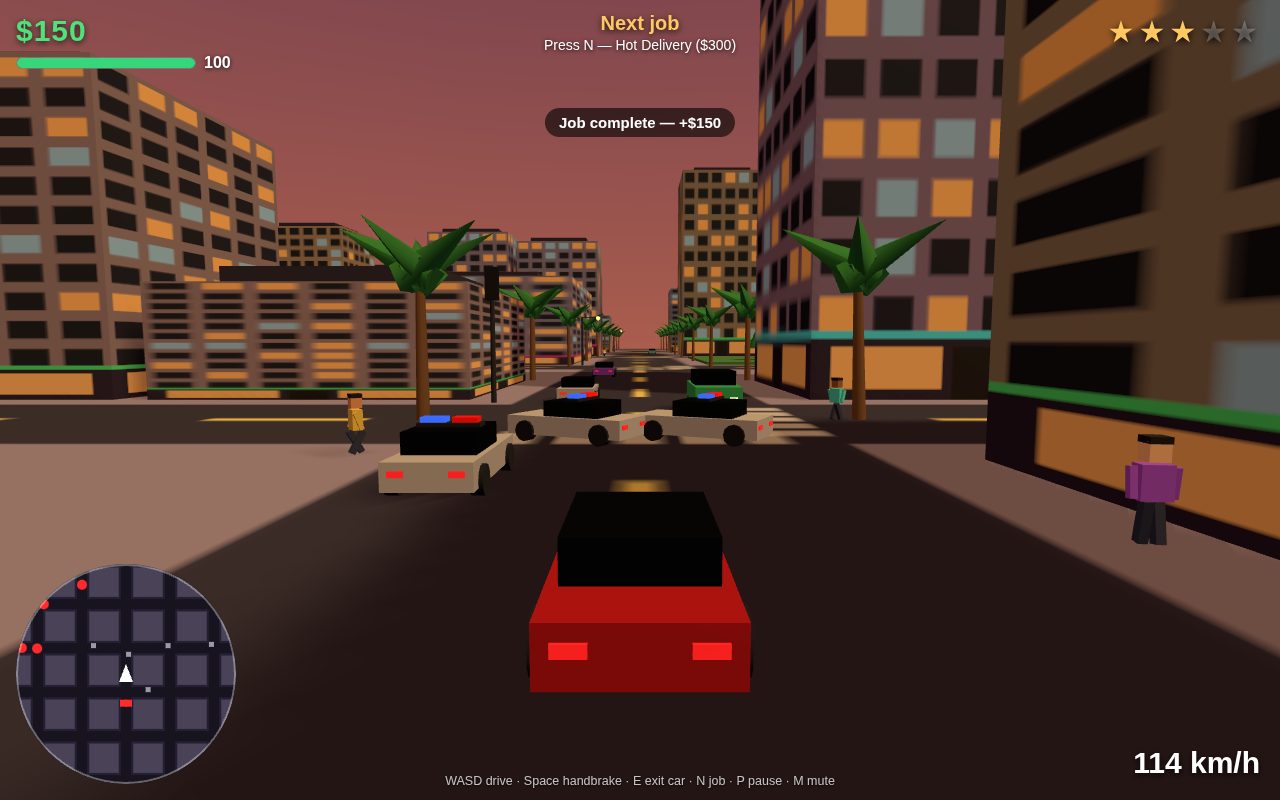 $150
100
Next job
Press N — Hot Delivery ($300)
Job complete — +$150
114 km/h
WASD drive · Space handbrake · E exit car · N job · P pause · M mute